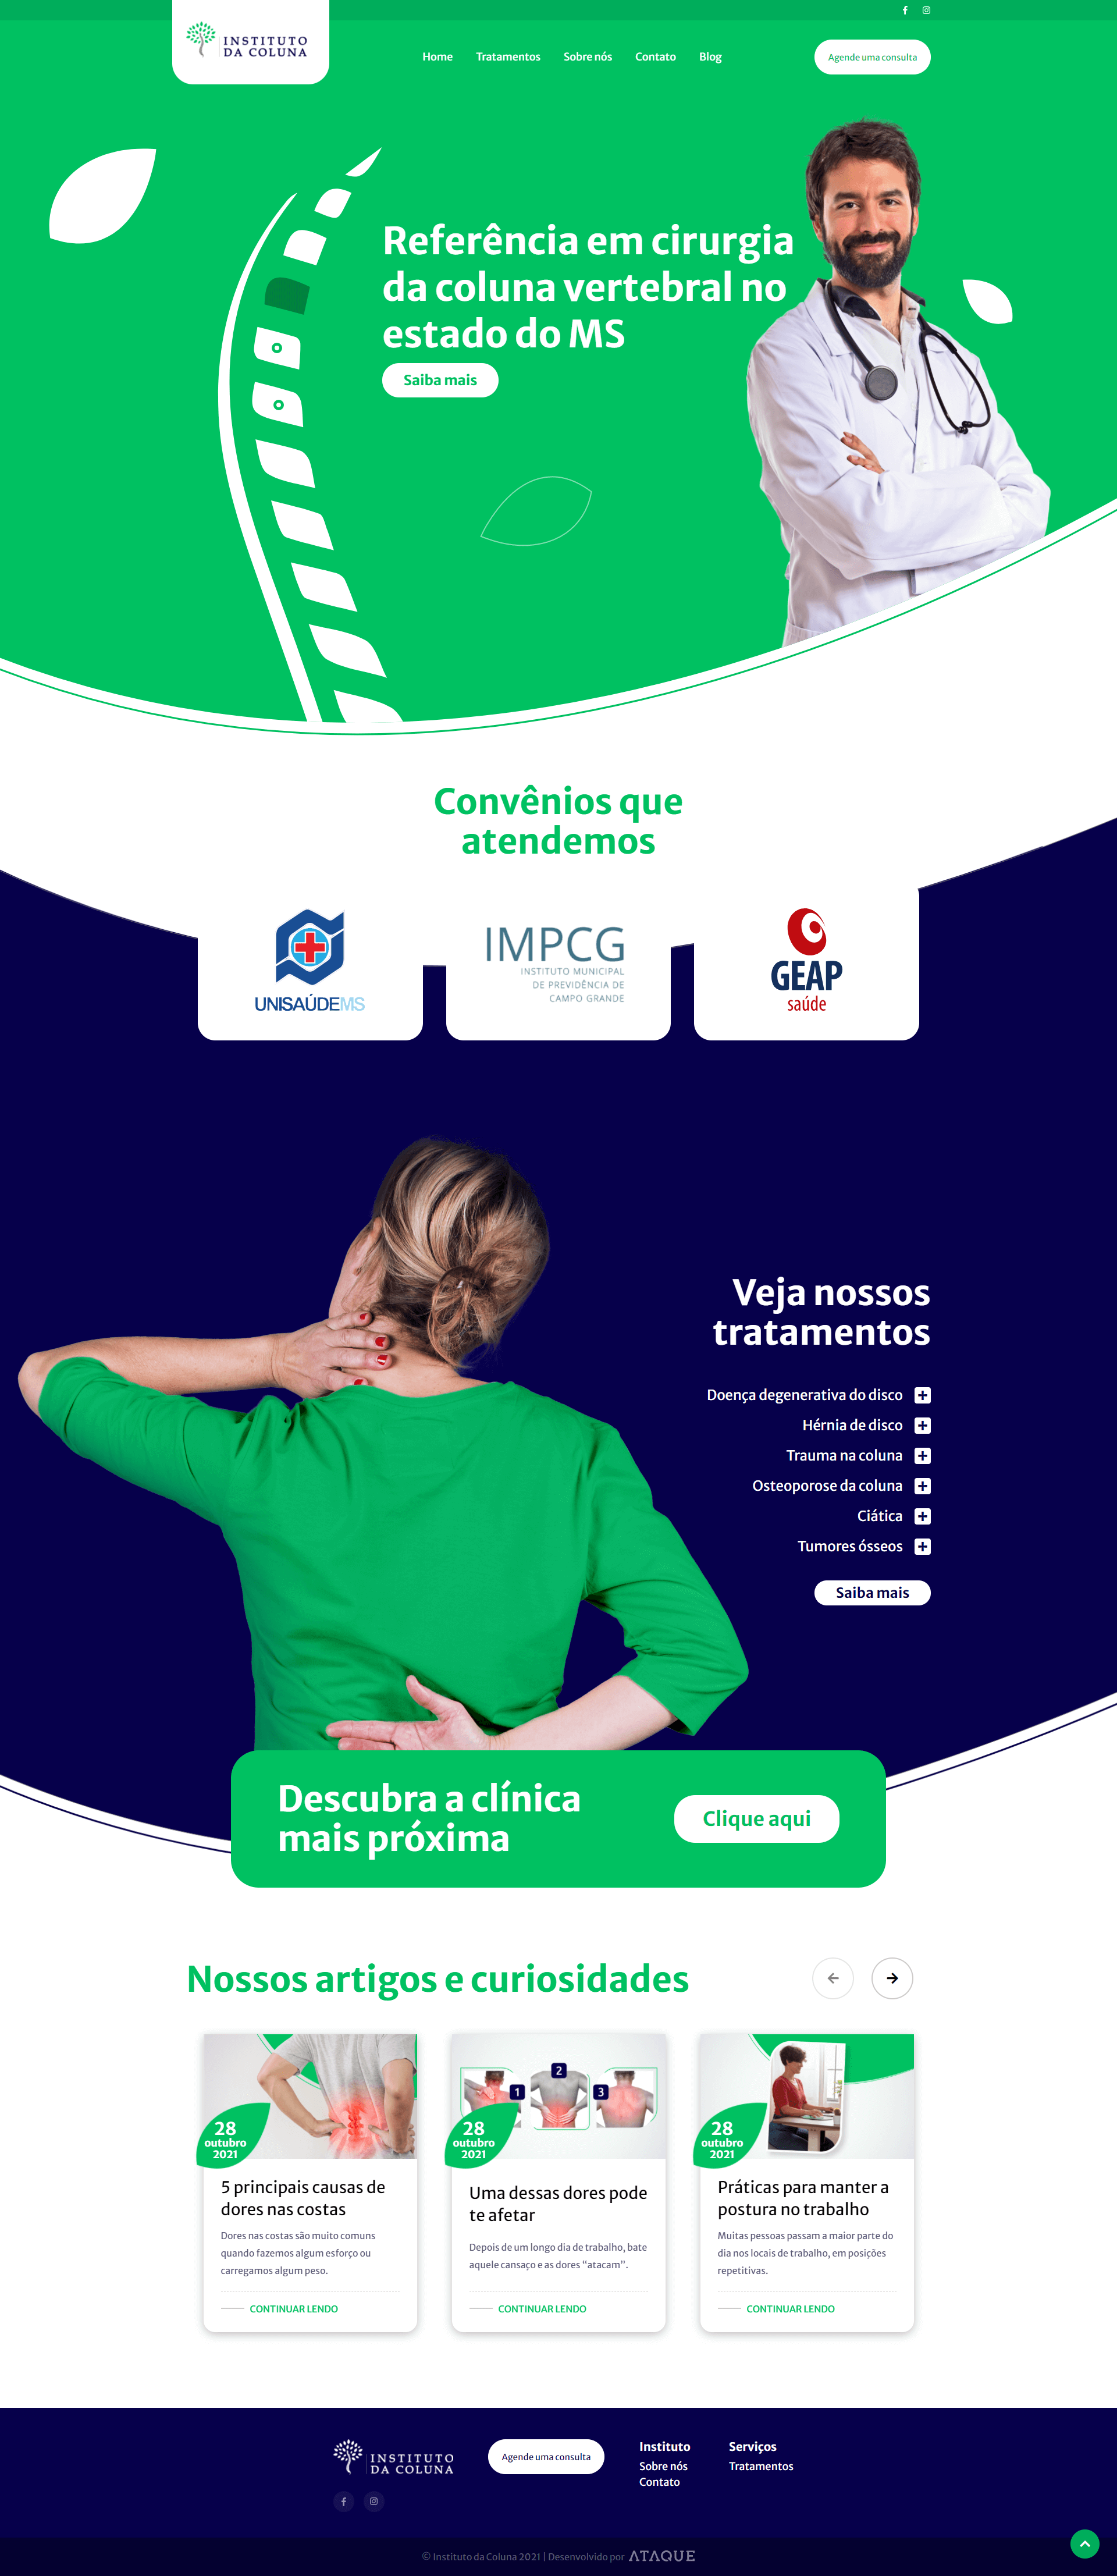 INSTITUTO
DA COLUNA
Home
Tratamentos
Sobre nós
Contato
Blog
Agende uma consulta
Referência em cirurgia
da coluna vertebral no
estado do MS
Saiba mais
Convênios que
atendemos
UNISAÚDEMS
IMPCG
INSTITUTO MUNICIPAL
DE PREVIDÊNCIA DE
CAMPO GRANDE
GEAP
saúde
Veja nossos
tratamentos
Doença degenerativa do disco
Hérnia de disco
Trauma na coluna
Osteoporose da coluna
Ciática
Tumores ósseos
Saiba mais
Descubra a clínica
mais próxima
Clique aqui
Nossos artigos e curiosidades
28
outubro
2021
5 principais causas de
dores nas costas
Dores nas costas são muito comuns
quando fazemos algum esforço ou
carregamos algum peso.
CONTINUAR LENDO
1
2
3
28
outubro
2021
Uma dessas dores pode
te afetar
Depois de um longo dia de trabalho, bate
aquele cansaço e as dores “atacam”.
CONTINUAR LENDO
28
outubro
2021
Práticas para manter a
postura no trabalho
Muitas pessoas passam a maior parte do
dia nos locais de trabalho, em posições
repetitivas.
CONTINUAR LENDO
INSTITUTO
DA COLUNA
Agende uma consulta
Instituto
Sobre nós
Contato
Serviços
Tratamentos
© Instituto da Coluna 2021 | Desenvolvido por ATAQUE